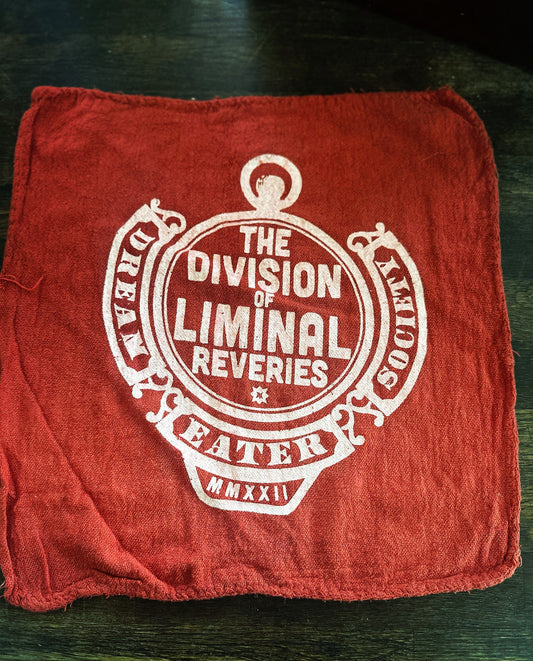 THE
DIVISION
OF
LIMINAL
REVERIES
DREAM
EATER
SOCIETY
MMXXII